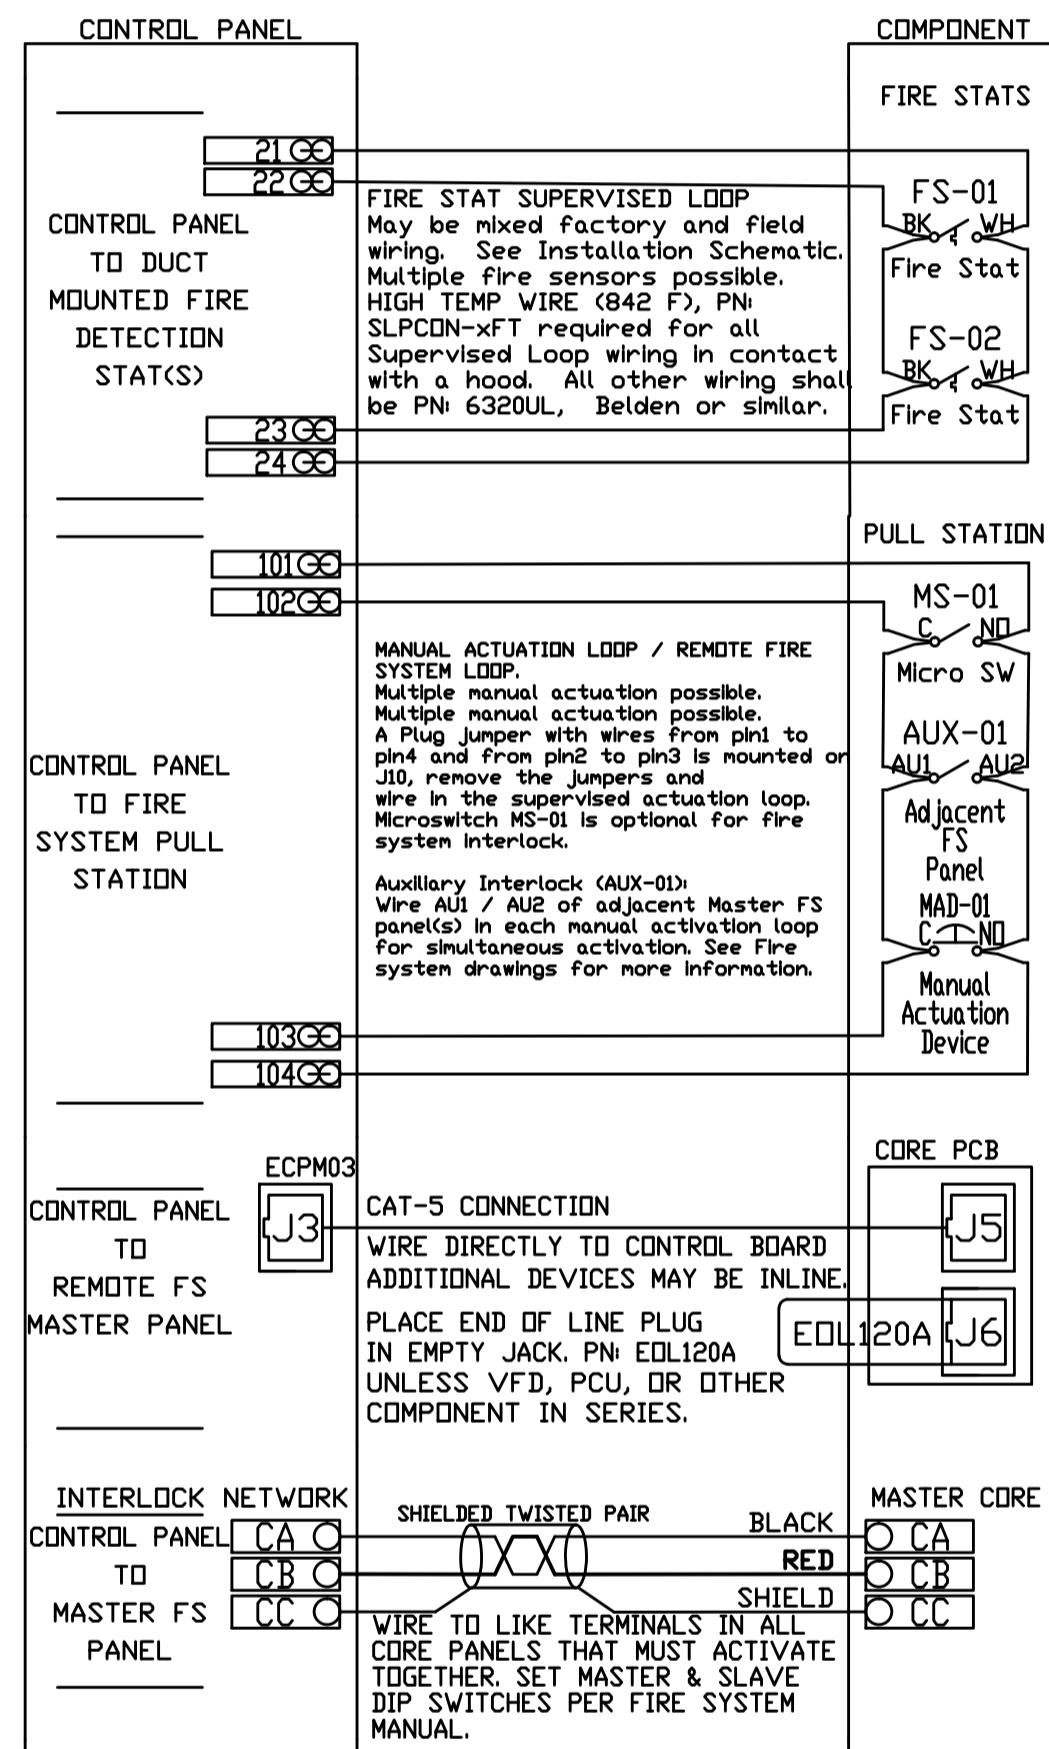 CONTROL PANEL
COMPONENT
FIRE STATS
21
22
CONTROL PANEL
TO DUCT
MOUNTED FIRE
DETECTION
STAT(S)
FIRE STAT SUPERVISED LOOP
May be mixed factory and field
wiring. See Installation Schematic.
Multiple fire sensors possible.
HIGH TEMP WIRE (842 F), PN:
SLPCON-xFT required for all
Supervised Loop wiring in contact
with a hood. All other wiring shall
be PN: 6320UL, Belden or similar.
FS-01
BK WH
Fire Stat
FS-02
BK WH
Fire Stat
23
24
PULL STATION
101
102
MS-01
C NO
Micro SW
CONTROL PANEL
TO FIRE
SYSTEM PULL
STATION
MANUAL ACTUATION LOOP / REMOTE FIRE
SYSTEM LOOP.
Multiple manual actuation possible.
Multiple manual actuation possible.
A Plug jumper with wires from pin1 to
pin4 and from pin2 to pin3 is mounted on
J10, remove the jumpers and
wire in the supervised actuation loop.
Microswitch MS-01 is optional for fire
system interlock.
Auxiliary Interlock (AUX-01):
Wire AU1 / AU2 of adjacent Master FS
panel(s) in each manual activation loop
for simultaneous activation. See Fire
system drawings for more information.
AUX-01
AU1 AU2
Adjacent
FS
Panel
MAD-01
C NO
Manual
Actuation
Device
103
104
ECPM03
J3
CONTROL PANEL
TO
REMOTE FS
MASTER PANEL
CAT-5 CONNECTION
WIRE DIRECTLY TO CONTROL BOARD
ADDITIONAL DEVICES MAY BE INLINE.
PLACE END OF LINE PLUG
IN EMPTY JACK. PN: EOL120A
UNLESS VFD, PCU, OR OTHER
COMPONENT IN SERIES.
CORE PCB
J5
EOL120A J6
INTERLOCK NETWORK
CONTROL PANEL
TO
MASTER FS
PANEL
CA
CB
CC
SHIELDED TWISTED PAIR
BLACK
RED
SHIELD
MASTER CORE
CA
CB
CC
WIRE TO LIKE TERMINALS IN ALL
CORE PANELS THAT MUST ACTIVATE
TOGETHER. SET MASTER & SLAVE
DIP SWITCHES PER FIRE SYSTEM
MANUAL.